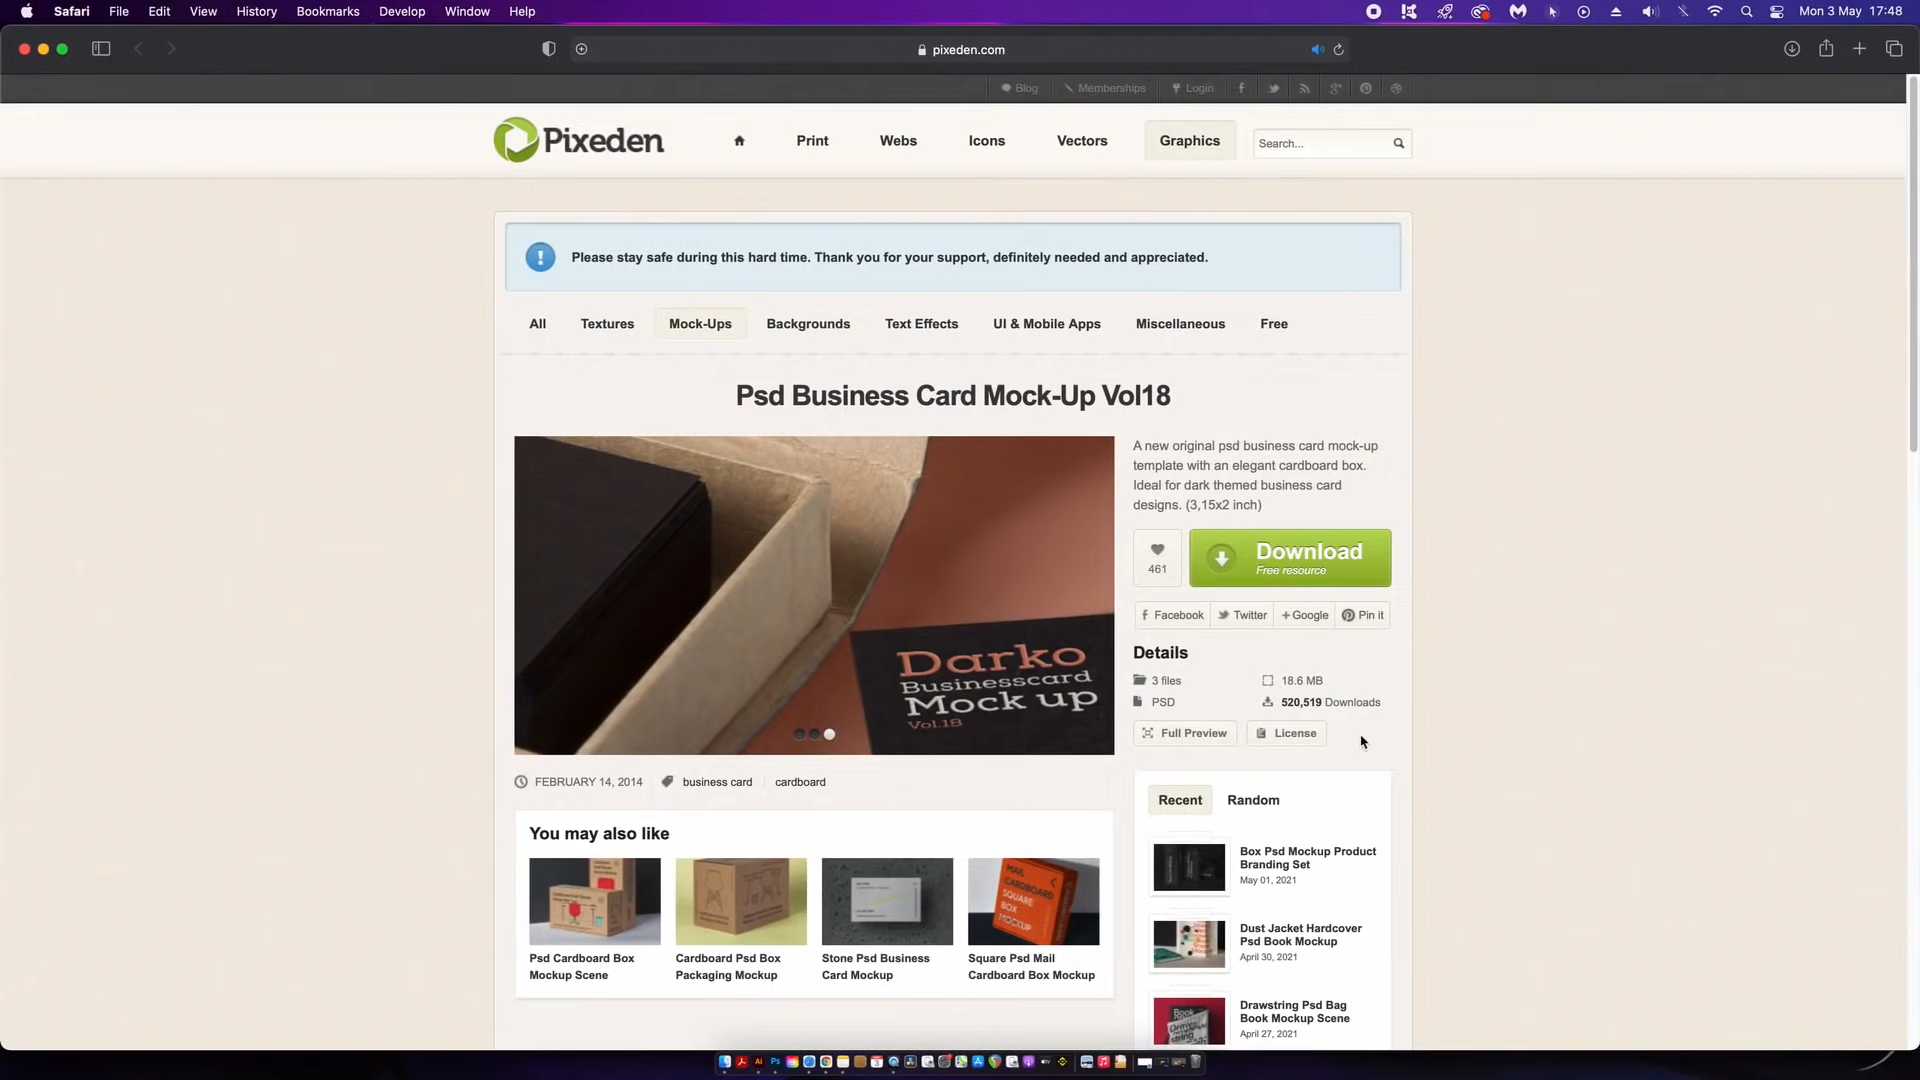 Safari File Edit View History Bookmarks Develop Window Help Mon 3 May 17:48
pixeden.com
Blog Memberships Login
Pixeden Print Webs Icons Vectors Graphics Search...
Please stay safe during this hard time. Thank you for your support, definitely needed and appreciated.
All Textures Mock-Ups Backgrounds Text Effects UI & Mobile Apps Miscellaneous Free
Psd Business Card Mock-Up Vol18
Darko
Businesscard
Mock up
Vol.18
A new original psd business card mock-up
template with an elegant cardboard box.
Ideal for dark themed business card
designs. (3,15x2 inch)
461
Download
Free resource
Facebook Twitter +Google Pin it
Details
3 files 18.6 MB
PSD 520,519 Downloads
Full Preview License
FEBRUARY 14, 2014 business card cardboard
You may also like
MAIL
CARDBOARD
SQUARE
BOX
MOCKUP
Psd Cardboard Box
Mockup Scene
Cardboard Psd Box
Packaging Mockup
Stone Psd Business
Card Mockup
Square Psd Mail
Cardboard Box Mockup
Recent Random
Box Psd Mockup Product
Branding Set
May 01, 2021
Dust Jacket Hardcover
Psd Book Mockup
April 30, 2021
Drawstring Psd Bag
Book Mockup Scene
April 27, 2021